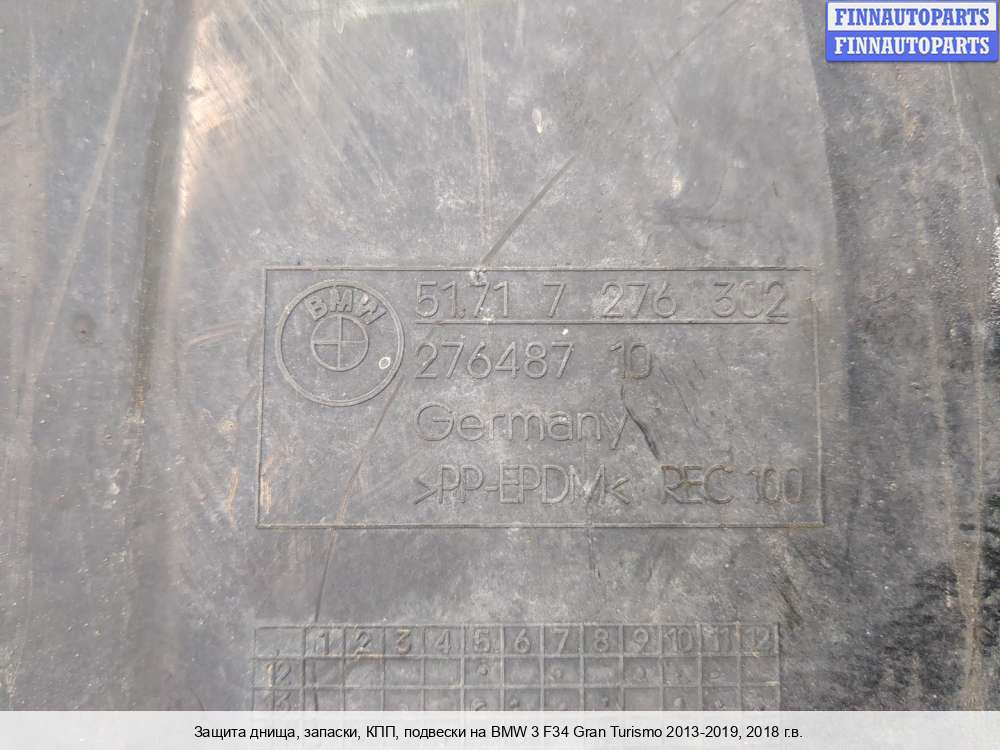 FINNAUTOPARTS
FINNAUTOPARTS
BMW
51.71 7 276 302
276487 10
Germany
>PP-EPDM< REC 100
1 2 3 4 5 6 7 8 9 10 11 12
12
13
Защита днища, запаски, КПП, подвески на BMW 3 F34 Gran Turismo 2013-2019, 2018 г.в.